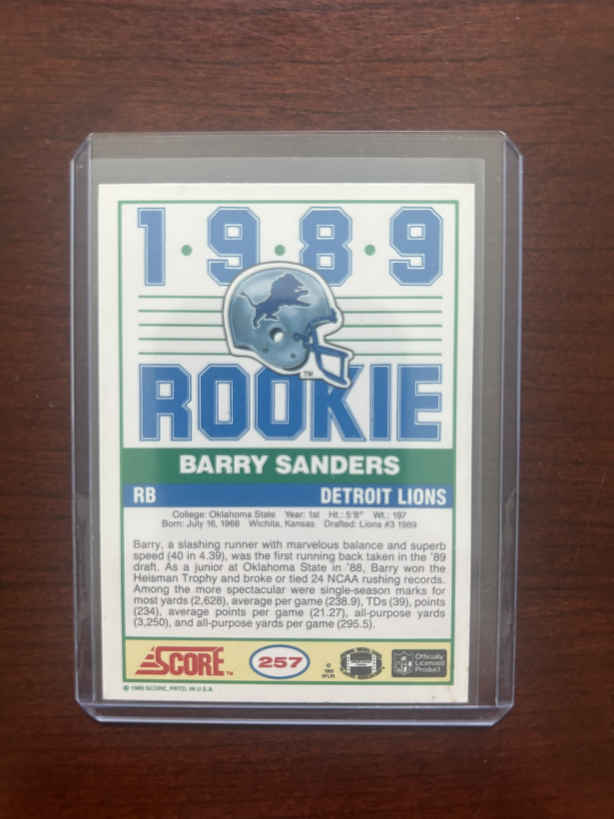 1·9·8·9
TM
ROOKIE
BARRY SANDERS
RB DETROIT LIONS
College: Oklahoma State Year: 1st Ht.: 5'8" Wt.: 197
Born: July 16, 1968 Wichita, Kansas Drafted: Lions #3 1989
Barry, a slashing runner with marvelous balance and superb
speed (40 in 4.39), was the first running back taken in the '89
draft. As a junior at Oklahoma State in '88, Barry won the
Heisman Trophy and broke or tied 24 NCAA rushing records.
Among the more spectacular were single-season marks for
most yards (2,628), average per game (238.9), TDs (39), points
(234), average points per game (21.27), all-purpose yards
(3,250), and all-purpose yards per game (295.5).
SCORE TM 257 Officially
Licensed
Product
© 1989 SCORE, PRTD. IN U.S.A.